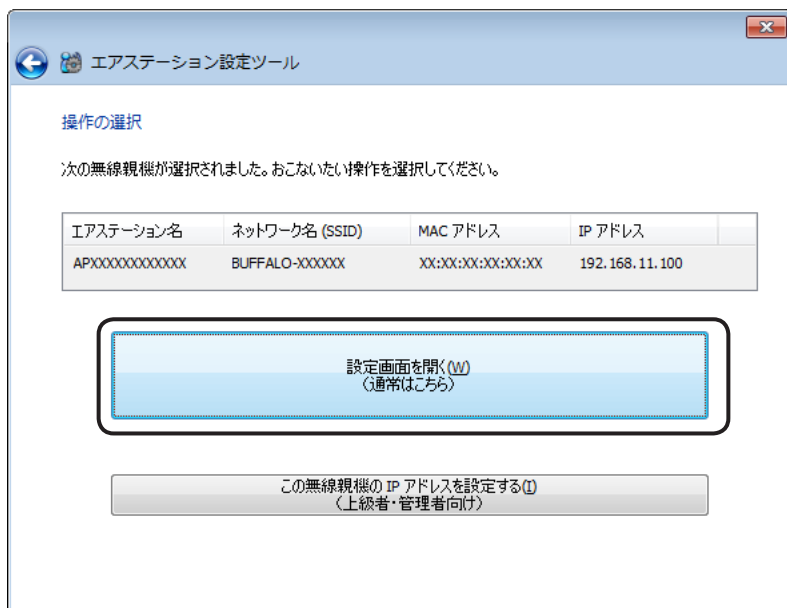 エアステーション設定ツール
操作の選択
次の無線親機が選択されました。おこないたい操作を選択してください。
エアステーション名 ネットワーク名 (SSID) MAC アドレス IP アドレス
APXXXXXXXXXXXX BUFFALO-XXXXXX XX:XX:XX:XX:XX:XX 192.168.11.100
設定画面を開く(W)
(通常はこちら)
この無線親機の IP アドレスを設定する(I)
(上級者・管理者向け)